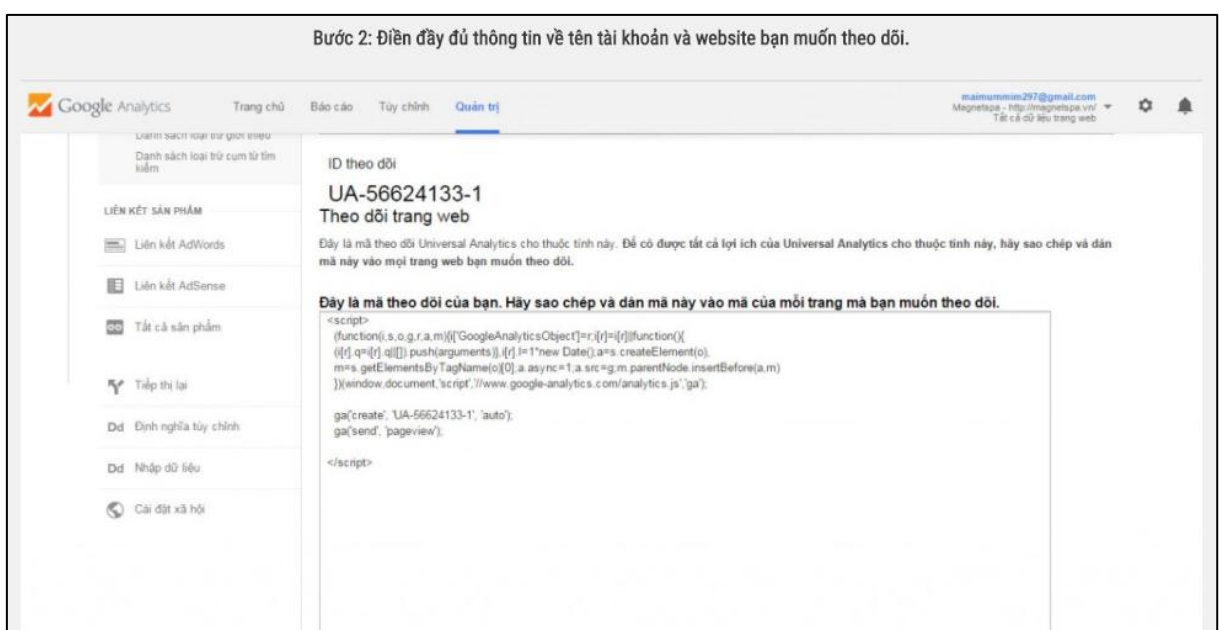 Bước 2: Điền đầy đủ thông tin về tên tài khoản và website bạn muốn theo dõi.
Google Analytics
Trang chủ
Báo cáo
Tùy chỉnh
Quản trị
maimummim297@gmail.com
Magnetspa - http://magnetspa.vn/
Tất cả dữ liệu trang web
Danh sách loại trừ giới thiệu
Danh sách loại trừ cụm từ tìm
kiếm
LIÊN KẾT SẢN PHẨM
Liên kết AdWords
Liên kết AdSense
Tất cả sản phẩm
Tiếp thị lại
Dd Định nghĩa tùy chỉnh
Dd Nhập dữ liệu
Cài đặt xã hội
ID theo dõi
UA-56624133-1
Theo dõi trang web
Đây là mã theo dõi Universal Analytics cho thuộc tính này. Để có được tất cả lợi ích của Universal Analytics cho thuộc tính này, hãy sao chép và dán
mã này vào mọi trang web bạn muốn theo dõi.
Đây là mã theo dõi của bạn. Hãy sao chép và dán mã này vào mã của mỗi trang mà bạn muốn theo dõi.
<script>
(function(i,s,o,g,r,a,m){i['GoogleAnalyticsObject']=r;i[r]=i[r]||function(){
(i[r].q=i[r].q||[]).push(arguments)},i[r].l=1*new Date();a=s.createElement(o),
m=s.getElementsByTagName(o)[0];a.async=1;a.src=g;m.parentNode.insertBefore(a,m)
})(window,document,'script','//www.google-analytics.com/analytics.js','ga');
ga('create', 'UA-56624133-1', 'auto');
ga('send', 'pageview');
</script>